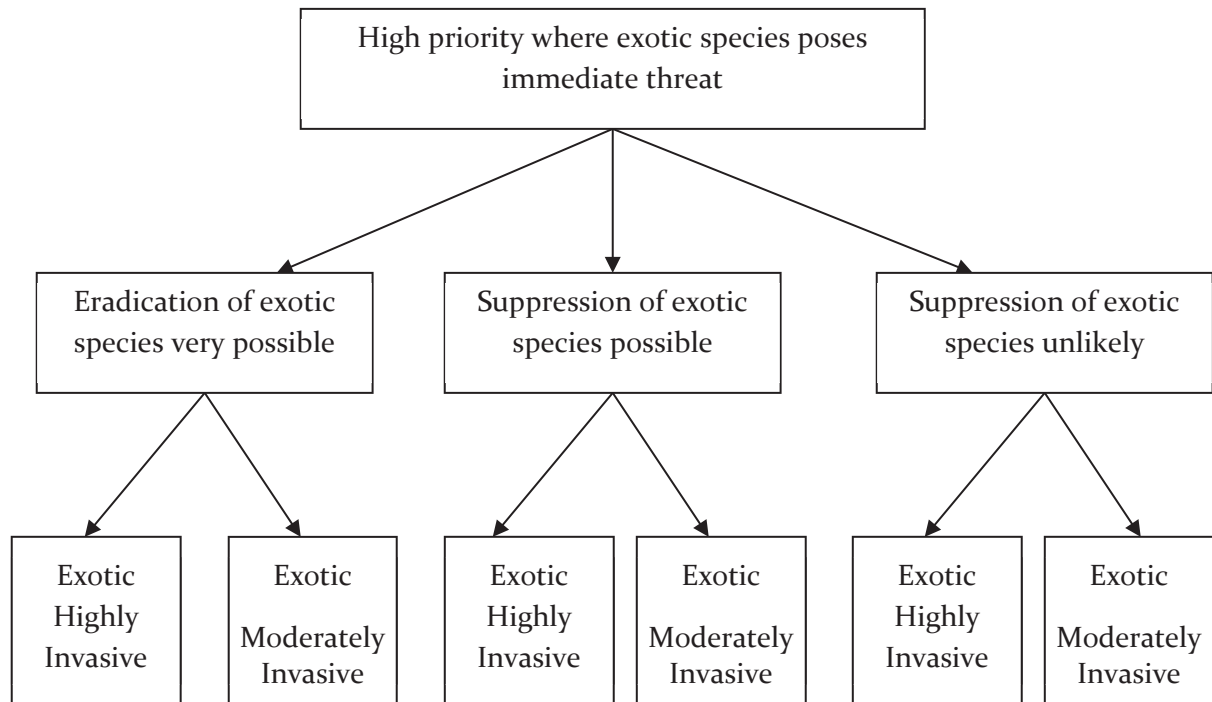 High priority where exotic species poses
immediate threat
Eradication of exotic
species very possible
Suppression of exotic
species possible
Suppression of exotic
species unlikely
Exotic
Highly
Invasive
Exotic
Moderately
Invasive
Exotic
Highly
Invasive
Exotic
Moderately
Invasive
Exotic
Highly
Invasive
Exotic
Moderately
Invasive